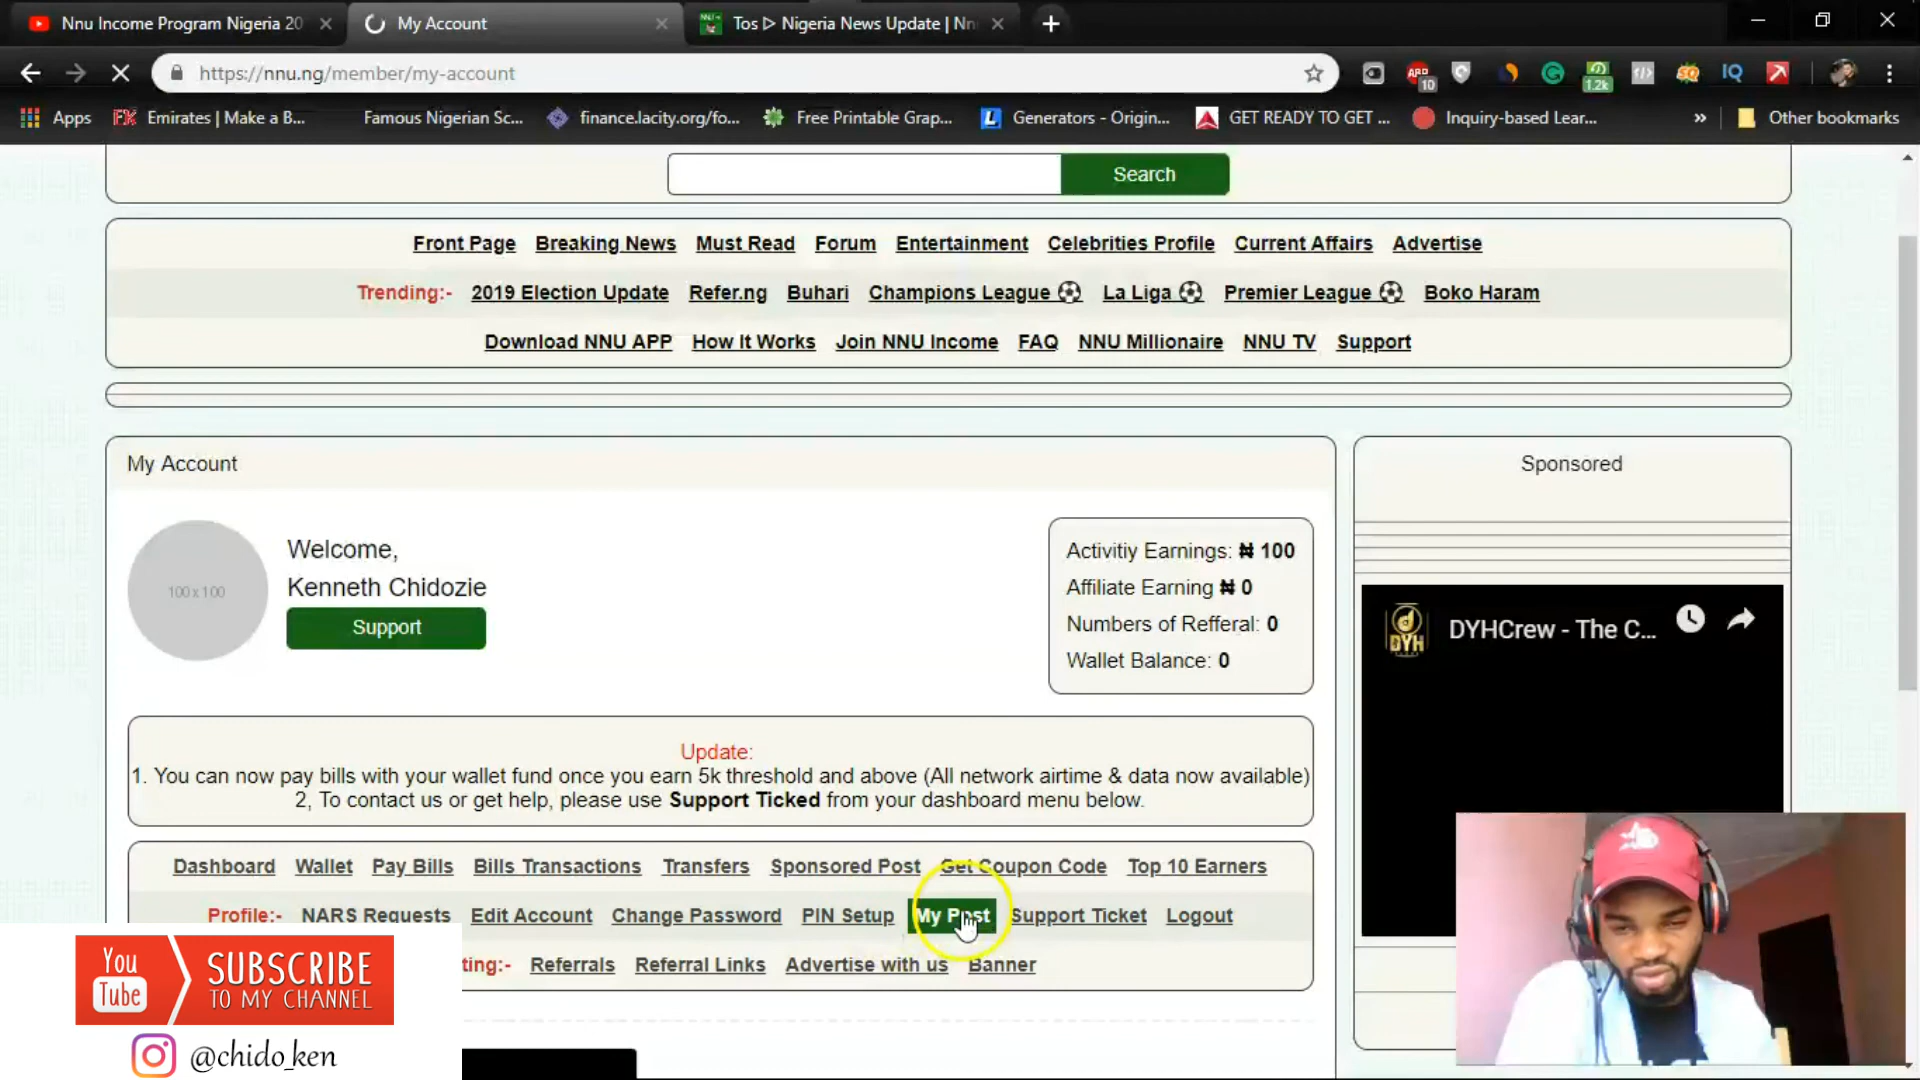 Nnu Income Program Nigeria 20
My Account
Tos ▷ Nigeria News Update | Nn
https://nnu.ng/member/my-account
ABP 10
1.2k
IQ
Apps
Emirates | Make a B...
Famous Nigerian Sc...
finance.lacity.org/fo...
Free Printable Grap...
Generators - Origin...
GET READY TO GET ...
Inquiry-based Lear...
»
Other bookmarks
Search
Front Page Breaking News Must Read Forum Entertainment Celebrities Profile Current Affairs Advertise
Trending:- 2019 Election Update Refer.ng Buhari Champions League La Liga Premier League Boko Haram
Download NNU APP How It Works Join NNU Income FAQ NNU Millionaire NNU TV Support
My Account
Sponsored
100 x 100
Welcome,
Kenneth Chidozie
Support
Activitiy Earnings: ₦ 100
Affiliate Earning ₦ 0
Numbers of Refferal: 0
Wallet Balance: 0
DYH
DYHCrew - The C...
Update:
1. You can now pay bills with your wallet fund once you earn 5k threshold and above (All network airtime & data now available)
2, To contact us or get help, please use Support Ticked from your dashboard menu below.
Dashboard Wallet Pay Bills Bills Transactions Transfers Sponsored Post Get Coupon Code Top 10 Earners
Profile:- NARS Requests Edit Account Change Password PIN Setup My Post Support Ticket Logout
ting:- Referrals Referral Links Advertise with us Banner
You Tube
SUBSCRIBE
TO MY CHANNEL
@chido_ken